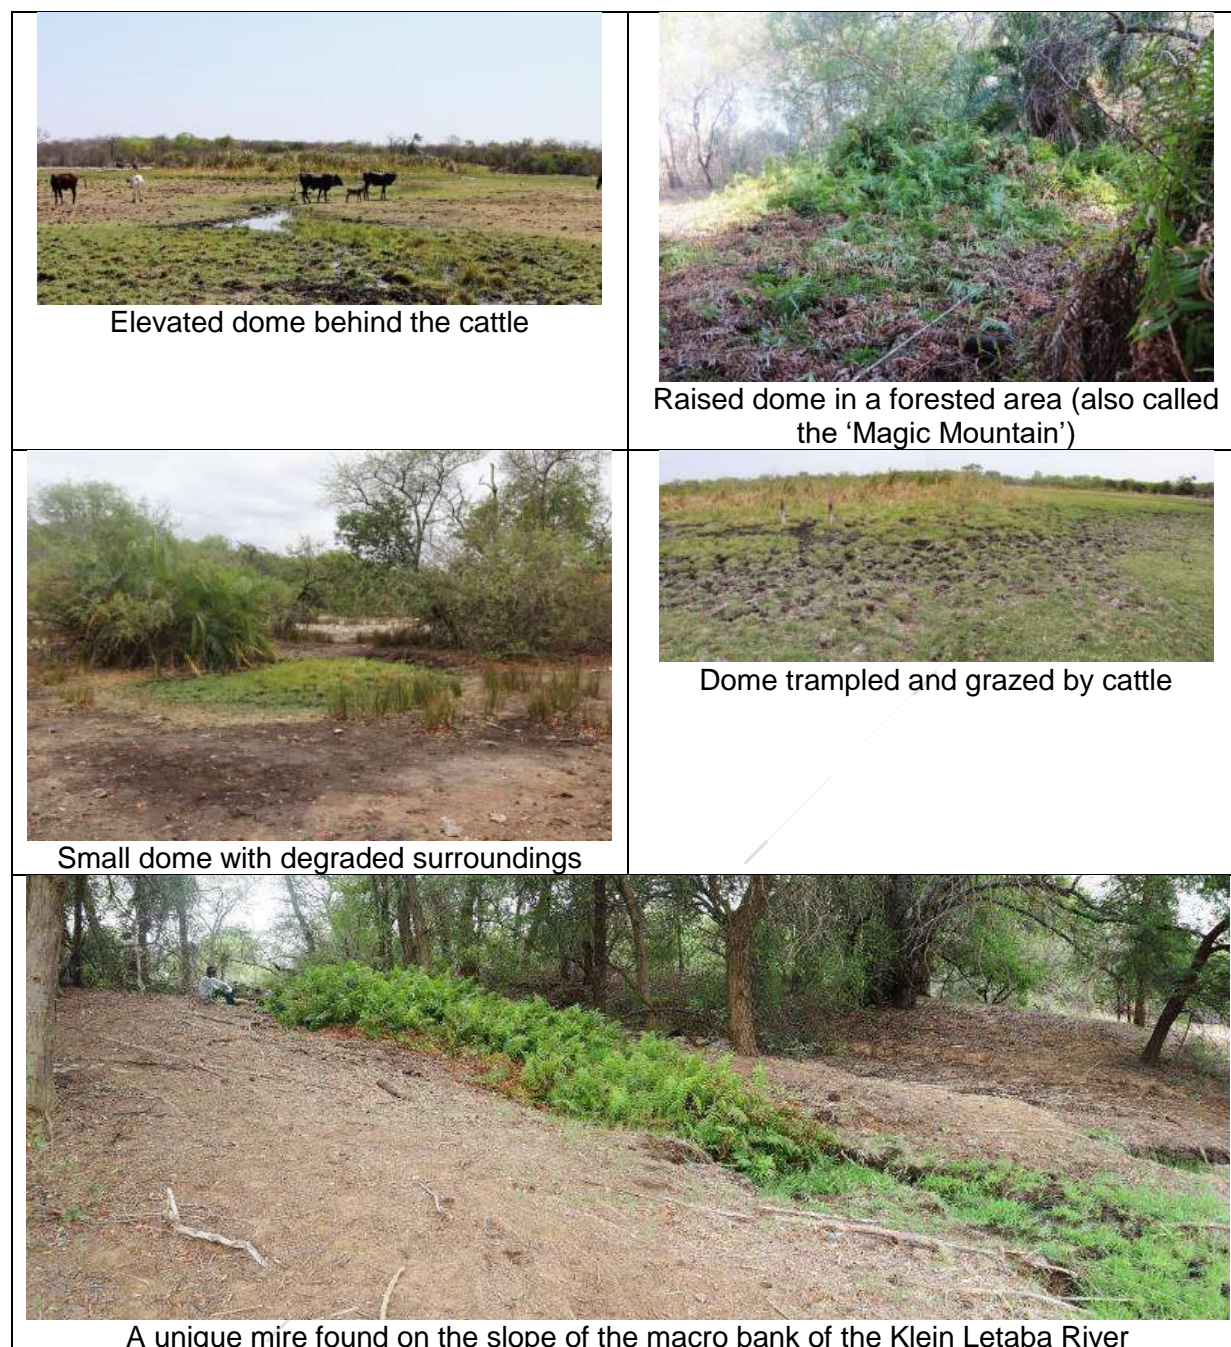 Elevated dome behind the cattle
Raised dome in a forested area (also called
the ‘Magic Mountain’)
Small dome with degraded surroundings
Dome trampled and grazed by cattle
A unique mire found on the slope of the macro bank of the Klein Letaba River